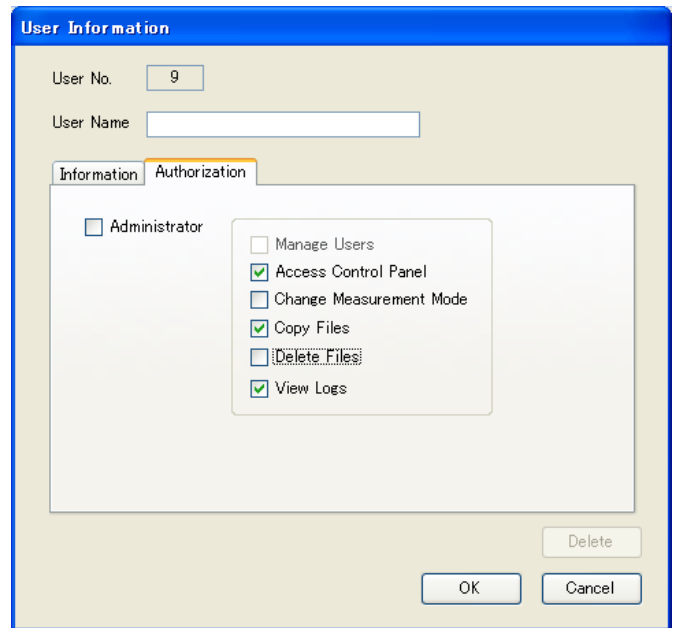 User Information
User No. 9
User Name
Information Authorization
Administrator
Manage Users
Access Control Panel
Change Measurement Mode
Copy Files
Delete Files
View Logs
Delete
OK Cancel